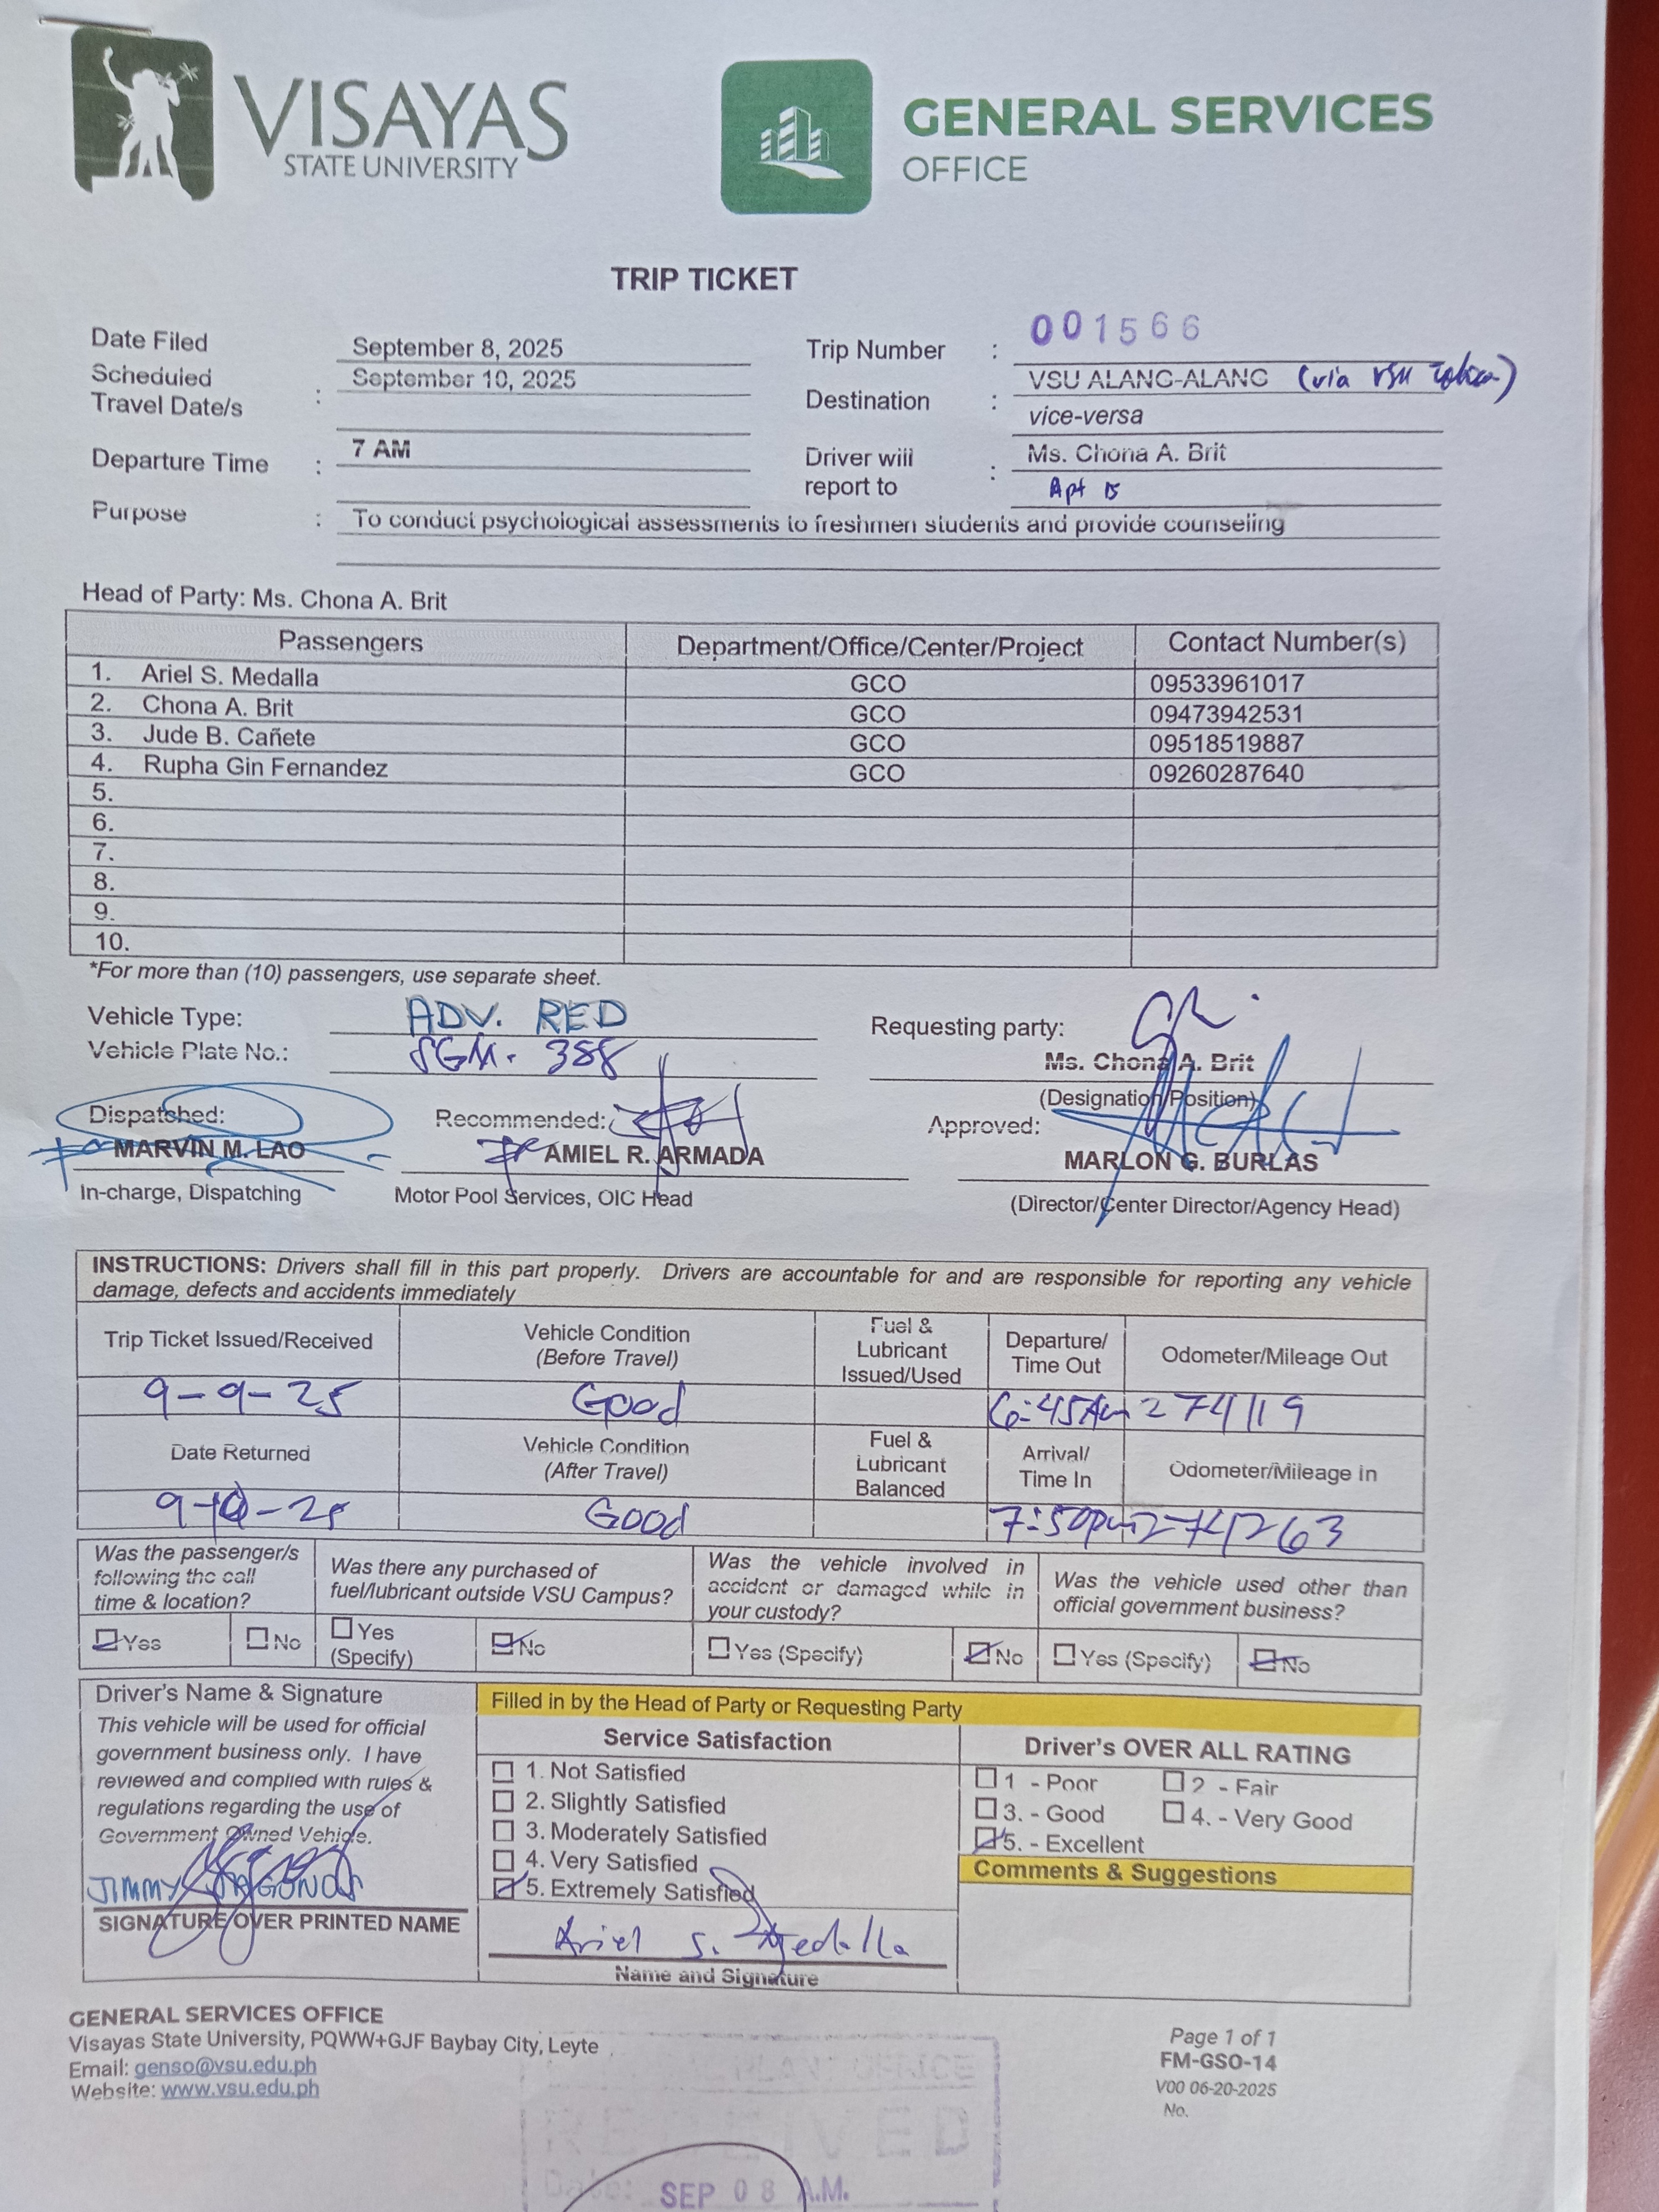 VISAYAS
STATE UNIVERSITY
GENERAL SERVICES
OFFICE
TRIP TICKET
Date Filed September 8, 2025
Trip Number : 001566
Scheduled Travel Date/s : September 10, 2025
Destination : VSU ALANG-ALANG (via VSU
vice-versa
Departure Time : 7 AM
Driver will report to : Ms. Chona A. Brit
Apt 15
Purpose : To conduct psychological assessments to freshmen students and provide counseling
Head of Party: Ms. Chona A. Brit
Passengers Department/Office/Center/Project Contact Number(s)
1. Ariel S. Medalla GCO 09533961017
2. Chona A. Brit GCO 09473942531
3. Jude B. Cañete GCO 09518519887
4. Rupha Gin Fernandez GCO 09260287640
5.
6.
7.
8.
9.
10.
*For more than (10) passengers, use separate sheet.
Vehicle Type: ADV. RED
Vehicle Plate No.: SGM. 388
Requesting party:
Ms. Chona A. Brit
(Designation/Position)
Dispatched:
MARVIN M. LAO
In-charge, Dispatching
Recommended:
AMIEL R. ARMADA
Motor Pool Services, OIC Head
Approved:
MARLON G. BURLAS
(Director/Center Director/Agency Head)
INSTRUCTIONS: Drivers shall fill in this part properly. Drivers are accountable for and are responsible for reporting any vehicle
damage, defects and accidents immediately
Trip Ticket Issued/Received
Vehicle Condition
(Before Travel)
Fuel &
Lubricant
Issued/Used
Departure/
Time Out
Odometer/Mileage Out
9-9-25 Good 6:45Am 274119
Date Returned
Vehicle Condition
(After Travel)
Fuel &
Lubricant
Balanced
Arrival/
Time In
Odometer/Mileage In
9-10-25 Good 7:50pm 274263
Was the passenger/s
following the call
time & location?
Was there any purchased of
fuel/lubricant outside VSU Campus?
Was the vehicle involved in
accident or damaged while in
your custody?
Was the vehicle used other than
official government business?
Yes No Yes
(Specify) No Yes (Specify) No Yes (Specify) No
Driver's Name & Signature
This vehicle will be used for official
government business only. I have
reviewed and complied with rules &
regulations regarding the use of
Government Owned Vehicle.
JIMMY
SIGNATURE OVER PRINTED NAME
Filled in by the Head of Party or Requesting Party
Service Satisfaction
1. Not Satisfied
2. Slightly Satisfied
3. Moderately Satisfied
4. Very Satisfied
5. Extremely Satisfied
Ariel S. Medalla
Name and Signature
Driver's OVER ALL RATING
1 - Poor 2 - Fair
3. - Good 4. - Very Good
5. - Excellent
Comments & Suggestions
GENERAL SERVICES OFFICE
Visayas State University, PQWW+GJF Baybay City, Leyte
Email: genso@vsu.edu.ph
Website: www.vsu.edu.ph
Page 1 of 1
FM-GSO-14
V00 06-20-2025
No.
OFFICE
RECEIVED
Date: SEP 08 A.M.